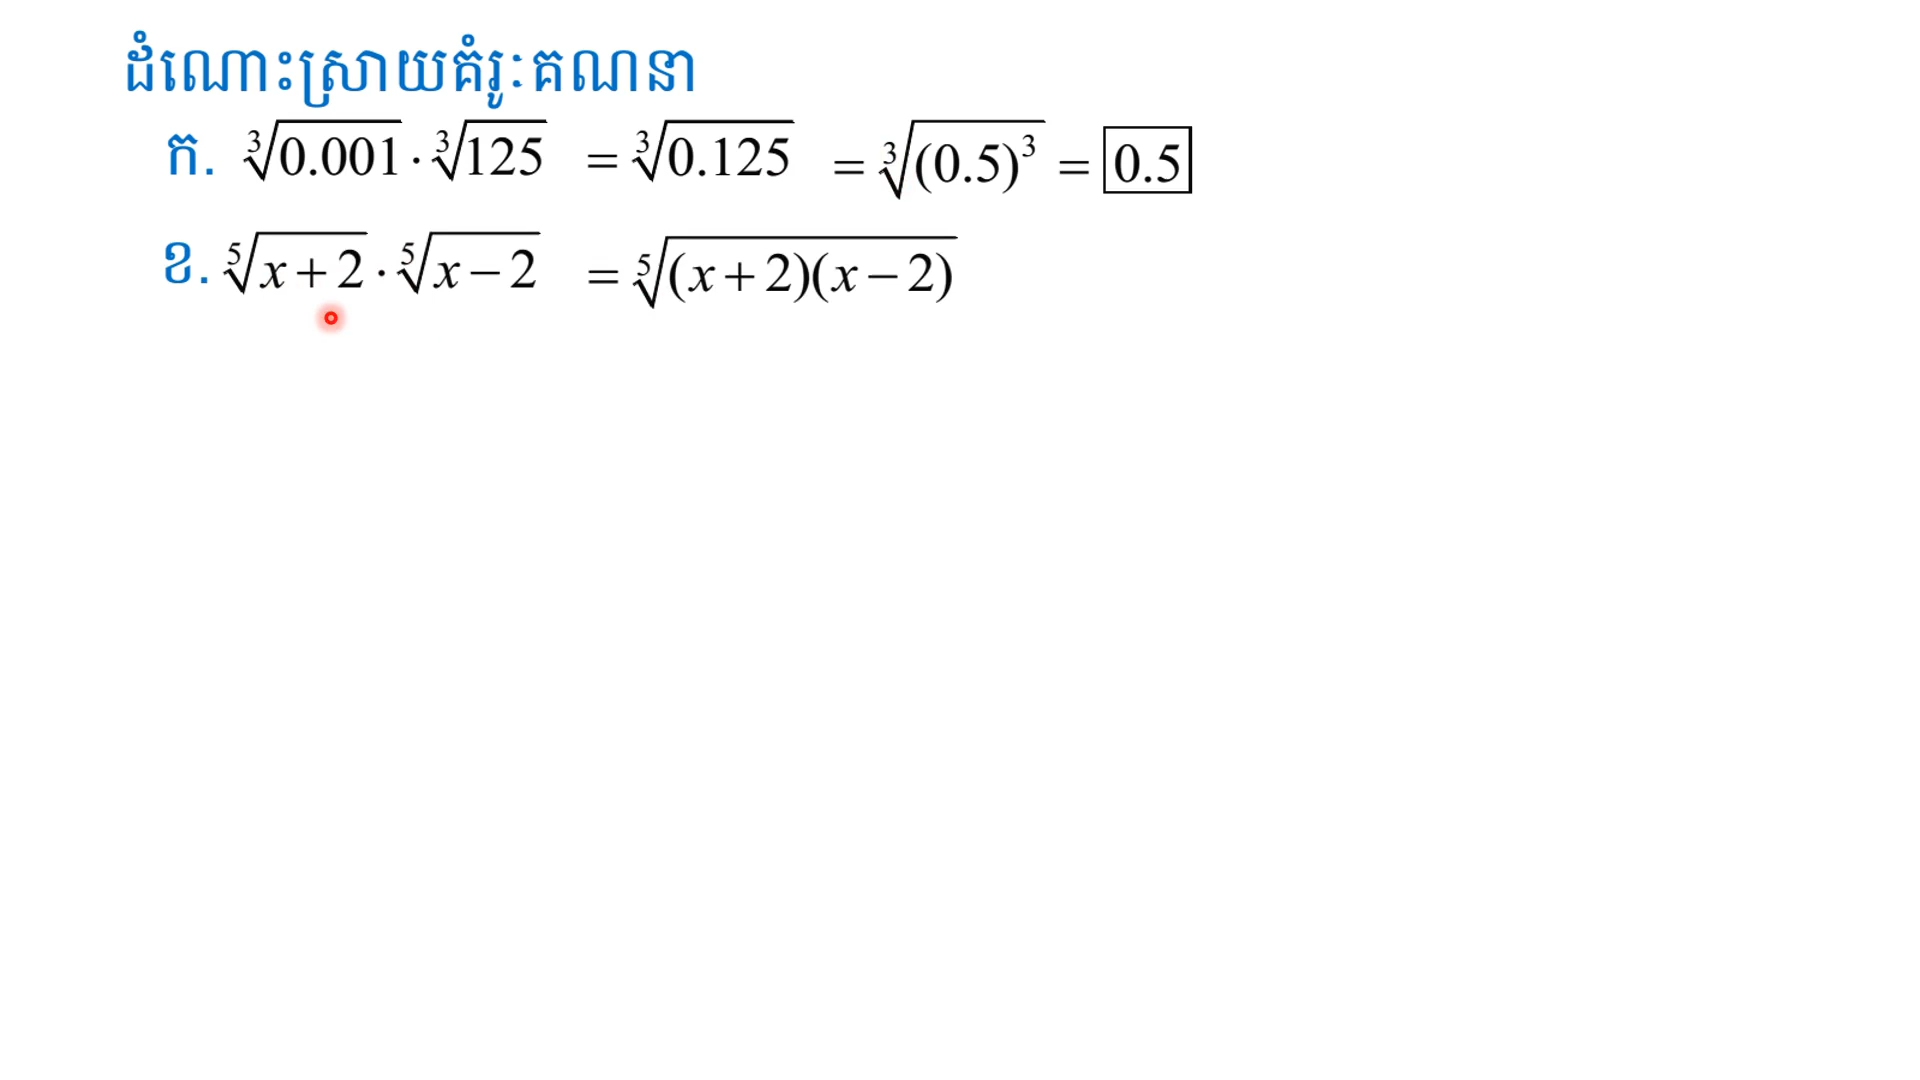 ដំណោះស្រាយគំរូៈគណនា
ក. ∛0.001 · ∛125 = ∛0.125 = ∛(0.5)³ = 0.5
ខ. ⁵√x+2 · ⁵√x−2 = ⁵√(x+2)(x−2)